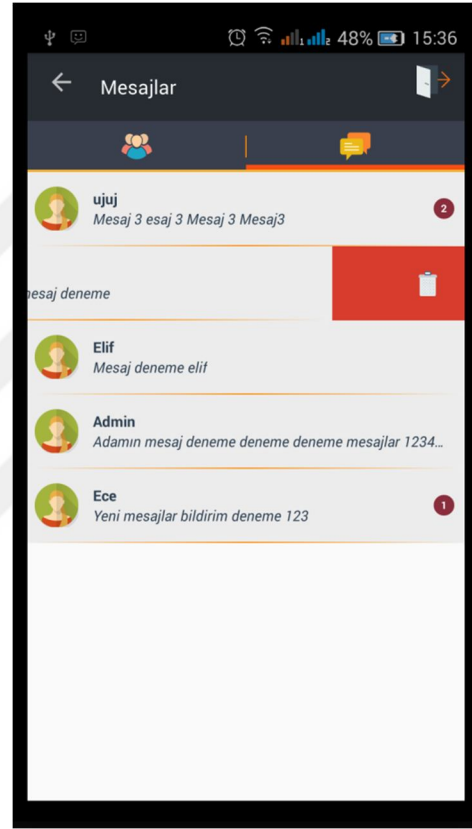 48% 15:36
Mesajlar
ujuj
Mesaj 3 esaj 3 Mesaj 3 Mesaj3
2
mesaj deneme
Elif
Mesaj deneme elif
Admin
Adamın mesaj deneme deneme deneme mesajlar 1234...
Ece
Yeni mesajlar bildirim deneme 123
1